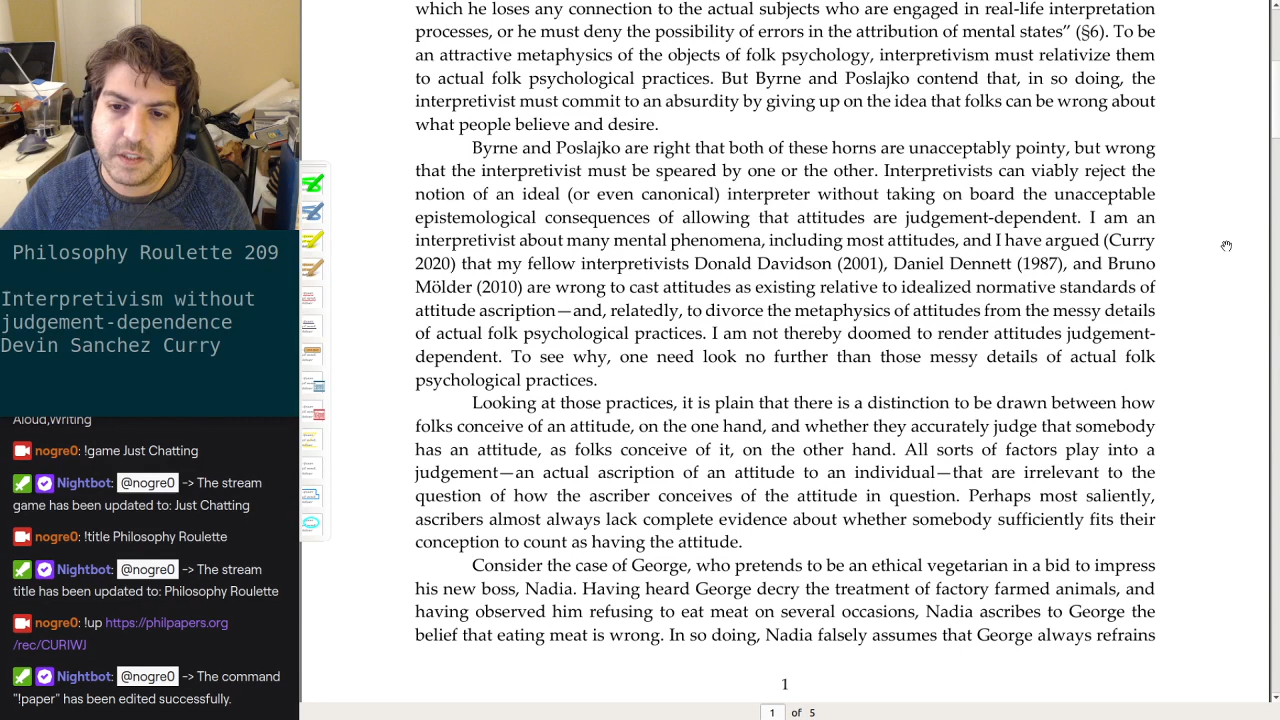 which he loses any connection to the actual subjects who are engaged in real-life interpretation
processes, or he must deny the possibility of errors in the attribution of mental states” (§6). To be
an attractive metaphysics of the objects of folk psychology, interpretivism must relativize them
to actual folk psychological practices. But Byrne and Poslajko contend that, in so doing, the
interpretivist must commit to an absurdity by giving up on the idea that folks can be wrong about
what people believe and desire.
Byrne and Poslajko are right that both of these horns are unacceptably pointy, but wrong
that the interpretivist must be speared by one or the other. Interpretivists can viably reject the
notion of an ideal (or even canonical) interpreter without taking on board the unacceptable
epistemological consequences of allowing that attitudes are judgement-dependent. I am an
interpretivist about many mental phenomena, including most attitudes, and have argued (Curry
2020) that my fellow interpretivists Donald Davidson (2001), Daniel Dennett (1987), and Bruno
Mölder (2010) are wrong to cast attitudes as existing relative to idealized normative standards of
attitude ascription. They ought, rather, to relativize the metaphysics of attitudes to the messy details
of actual folk psychological practices. But none of these interpretivists render attitudes judgement-
dependent. To see why, one need look no further than those messy details of actual folk
psychological practices.
Looking at those practices, it is plain that there is a distinction to be drawn between how
folks conceive of an attitude, on the one hand, and whether they accurately judge that somebody
has that attitude, as folks conceive of it, on the other. Many sorts of factors play into a
judgement—an actual ascription of an attitude to an individual—that are irrelevant to the
question of how the ascriber conceives of the attitude in question. Perhaps most importantly,
ascribers almost always lack full knowledge about whether somebody sufficiently fits their
conception to count as having the attitude.
Consider the case of George, who pretends to be an ethical vegetarian in a bid to impress
his new boss, Nadia. Having heard George decry the treatment of factory farmed animals, and
having observed him refusing to eat meat on several occasions, Nadia ascribes to George the
belief that eating meat is wrong. In so doing, Nadia falsely assumes that George always refrains
1
1 of 5
Philosophy Roulette 209
Interpretivism without
judgement-dependence
Devin Sanchez Curry
Aloud,Writing
nogre0: !game Just Chatting
Nightbot: @nogre0 -> The stream
game has been updated to: Just Chatting
nogre0: !title Philosophy Roulette
Nightbot: @nogre0 -> The stream
title has been updated to: Philosophy Roulette
nogre0: !up https://philpapers.org
/rec/CURIWJ
Nightbot: @nogre0 -> The command
"!paper" has been edited successfully.